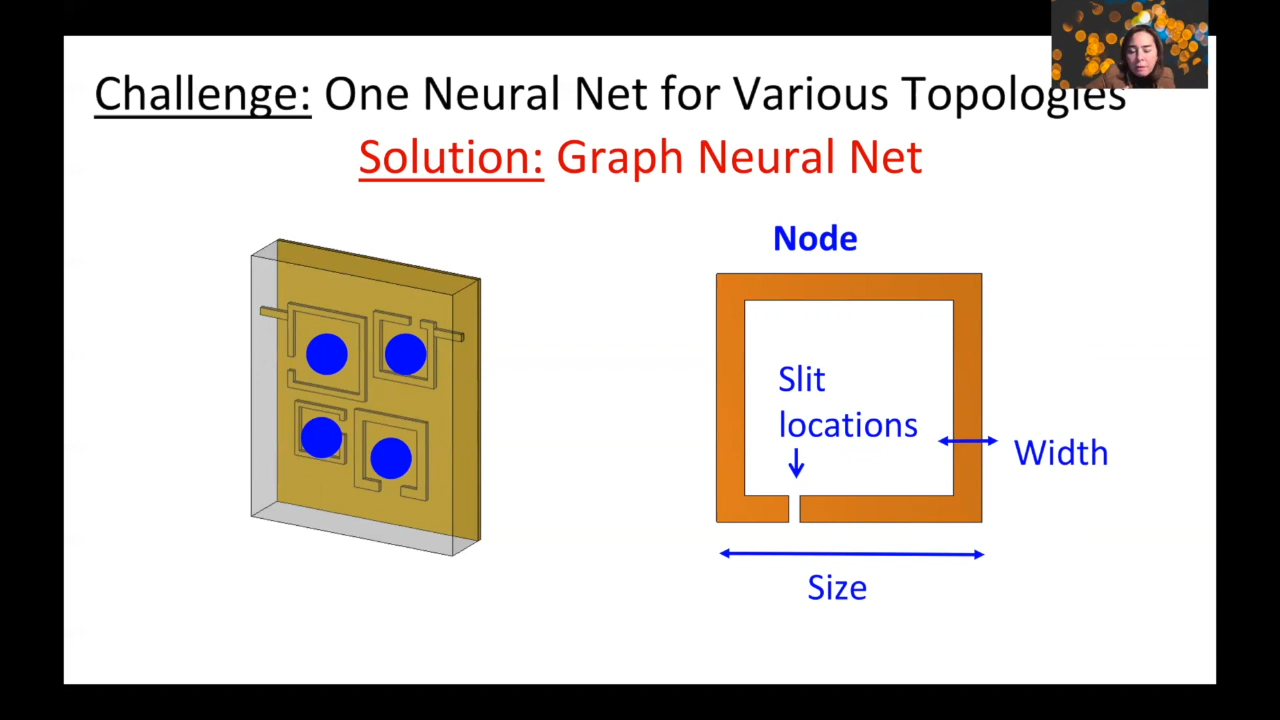 Challenge: One Neural Net for Various Topologies
Solution: Graph Neural Net
Node
Slit
locations
Width
Size